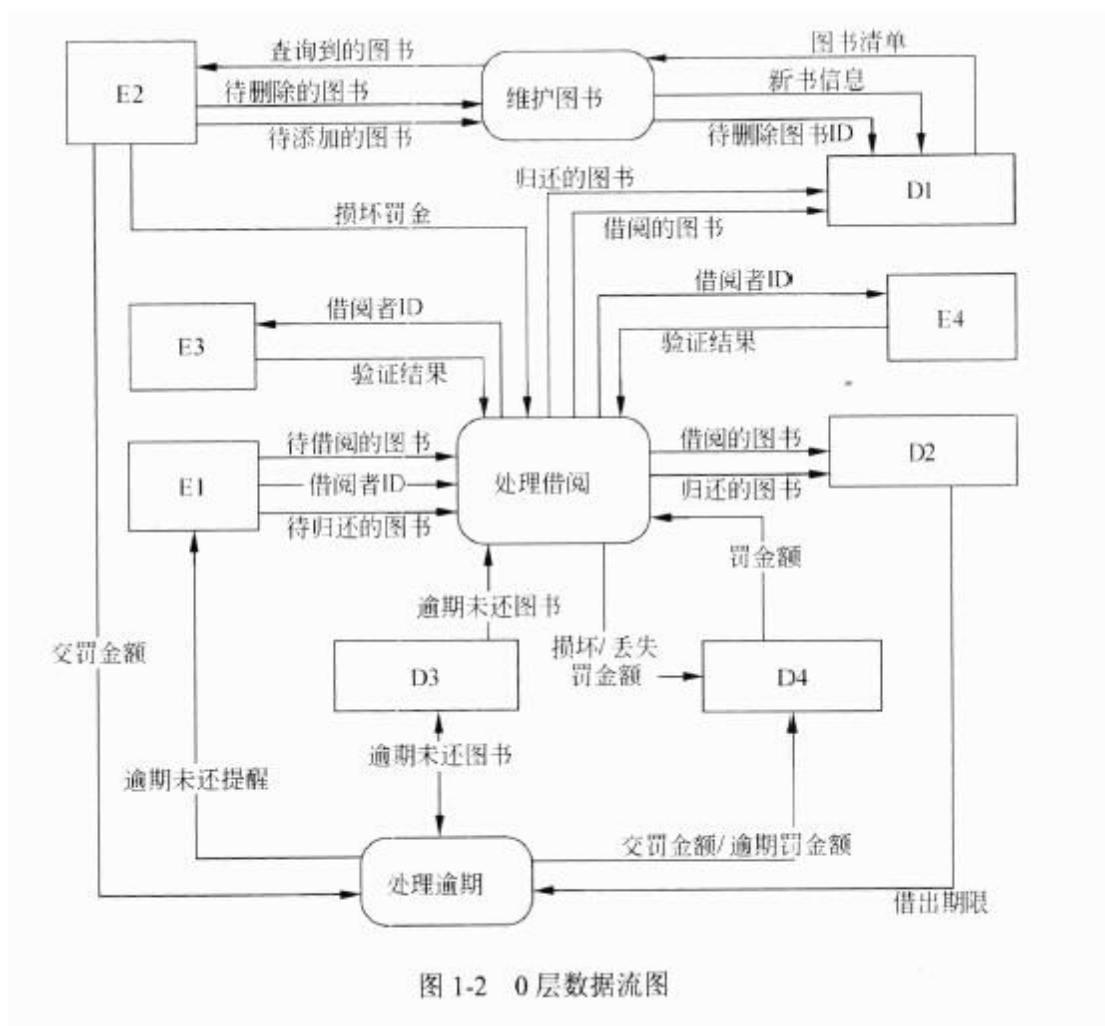 查询到的图书
图书清单
E2
待删除的图书
维护图书
新书信息
待添加的图书
待删除图书ID
归还的图书
D1
损坏罚金
借阅的图书
借阅者ID
借阅者ID
E3
E4
验证结果
验证结果
待借阅的图书
借阅的图书
E1
借阅者ID
处理借阅
D2
待归还的图书
归还的图书
罚金额
逾期未还图书
交罚金额
损坏/丢失
罚金额
D3
D4
逾期未还图书
逾期未还提醒
交罚金额/逾期罚金额
处理逾期
借出期限
图 1-2 0 层数据流图